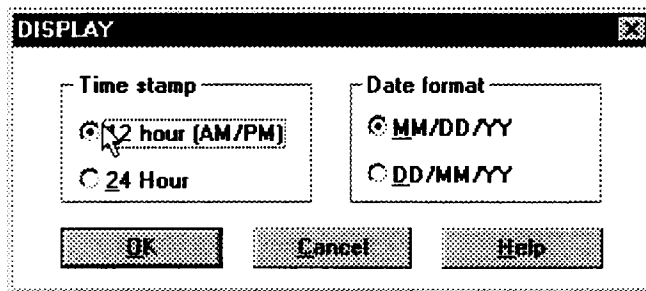 DISPLAY
Time stamp
12 hour (AM/PM)
24 Hour
Date format
MM/DD/YY
DD/MM/YY
OK
Cancel
Help